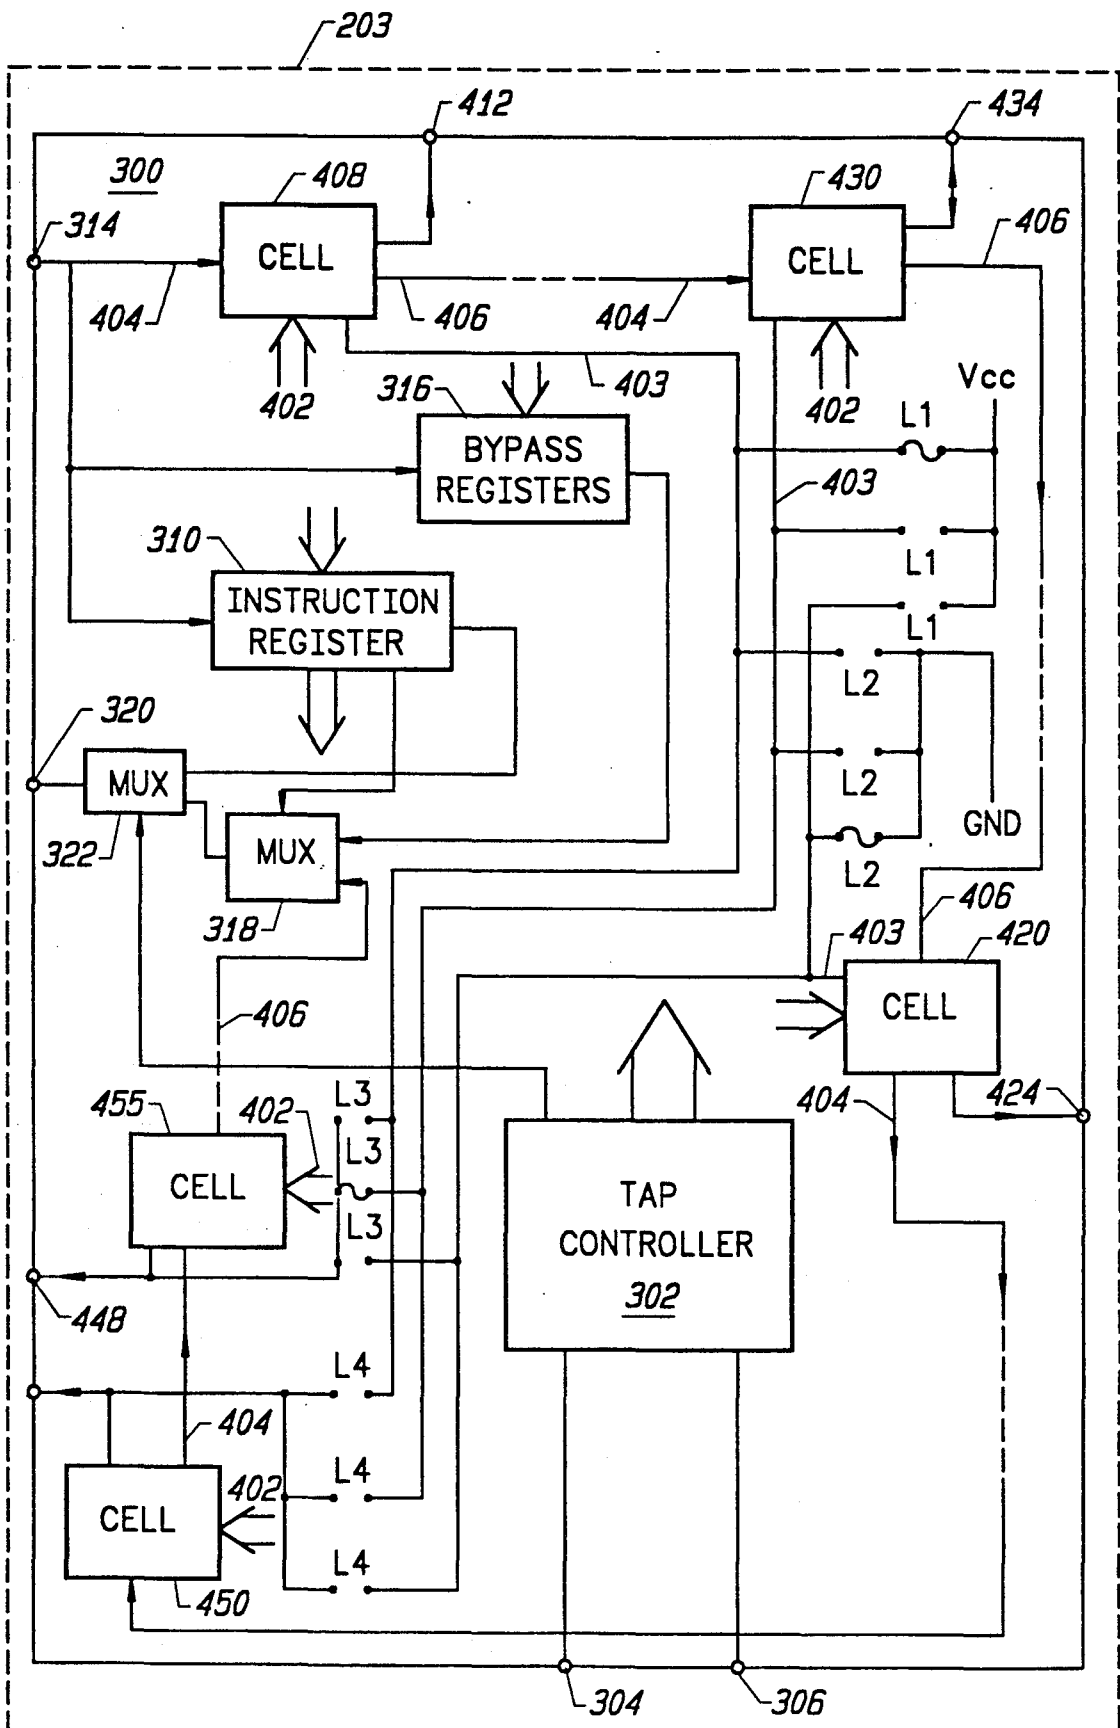 203
412
434
300
408
430
314
CELL
CELL
406
404
406
404
402
403
402
Vcc
316
L1
BYPASS
REGISTERS
403
310
L1
INSTRUCTION
REGISTER
L1
L2
320
MUX
L2
GND
322
MUX
L2
318
406
403
420
CELL
406
455
402
L3
404
424
L3
CELL
TAP
CONTROLLER
L3
302
448
L4
404
L4
402
CELL
L4
450
304
306